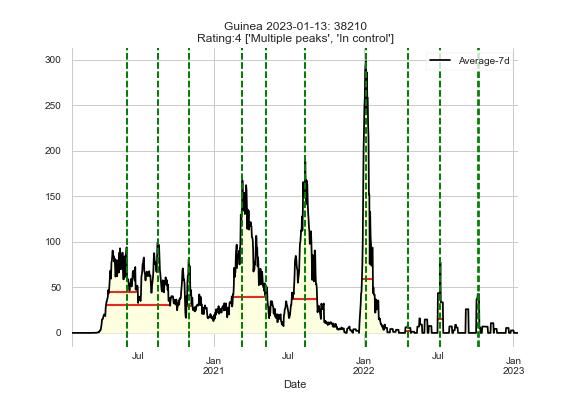 Guinea 2023-01-13: 38210
Rating:4 ['Multiple peaks', 'In control']
Average-7d
300
250
200
150
100
50
0
Jul
Jan
2021
Jul
Jan
2022
Jul
Jan
2023
Date